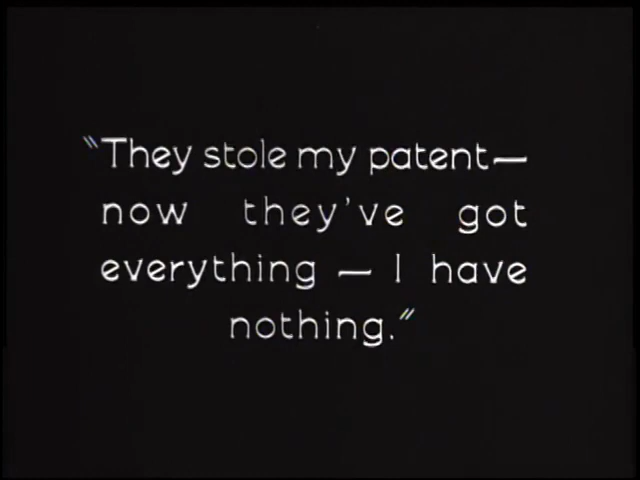 "They stole my patent—
now they've got
everything — I have
nothing."